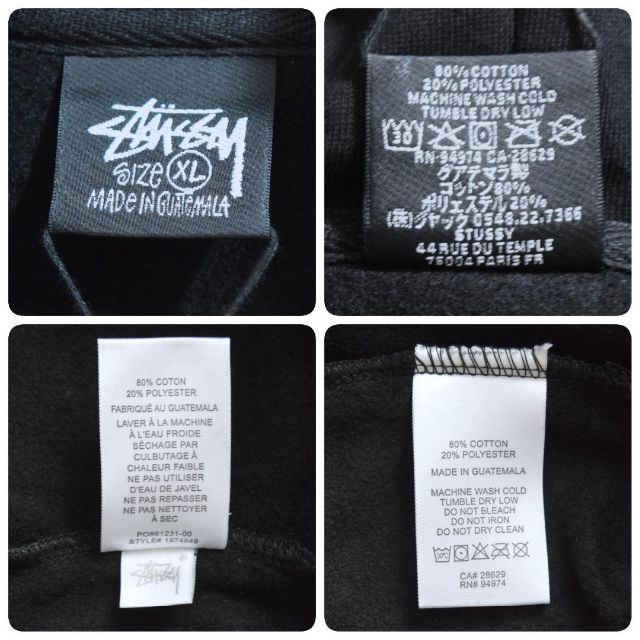 STÜSSY
SIZE XL
MADE IN GUATEMALA
80% COTTON
20% POLYESTER
MACHINE WASH COLD
TUMBLE DRY LOW
30
RN-94974 CA-28629
グアテマラ製
コットン80%
ポリエステル20%
(株)ジャック 0548.22.7366
STUSSY
44 RUE DU TEMPLE
75004 PARIS FR
80% COTON
20% POLYESTER
FABRIQUÉ AU GUATEMALA
LAVER À LA MACHINE
À L'EAU FROIDE
SÉCHAGE PAR
CULBUTAGE À
CHALEUR FAIBLE
NE PAS UTILISER
D'EAU DE JAVEL
NE PAS REPASSER
NE PAS NETTOYER
À SEC
PO#61231-00
STYLE# 1974649
STÜSSY
80% COTTON
20% POLYESTER
MADE IN GUATEMALA
MACHINE WASH COLD
TUMBLE DRY LOW
DO NOT BLEACH
DO NOT IRON
DO NOT DRY CLEAN
30°C
CA# 28629
RN# 94974